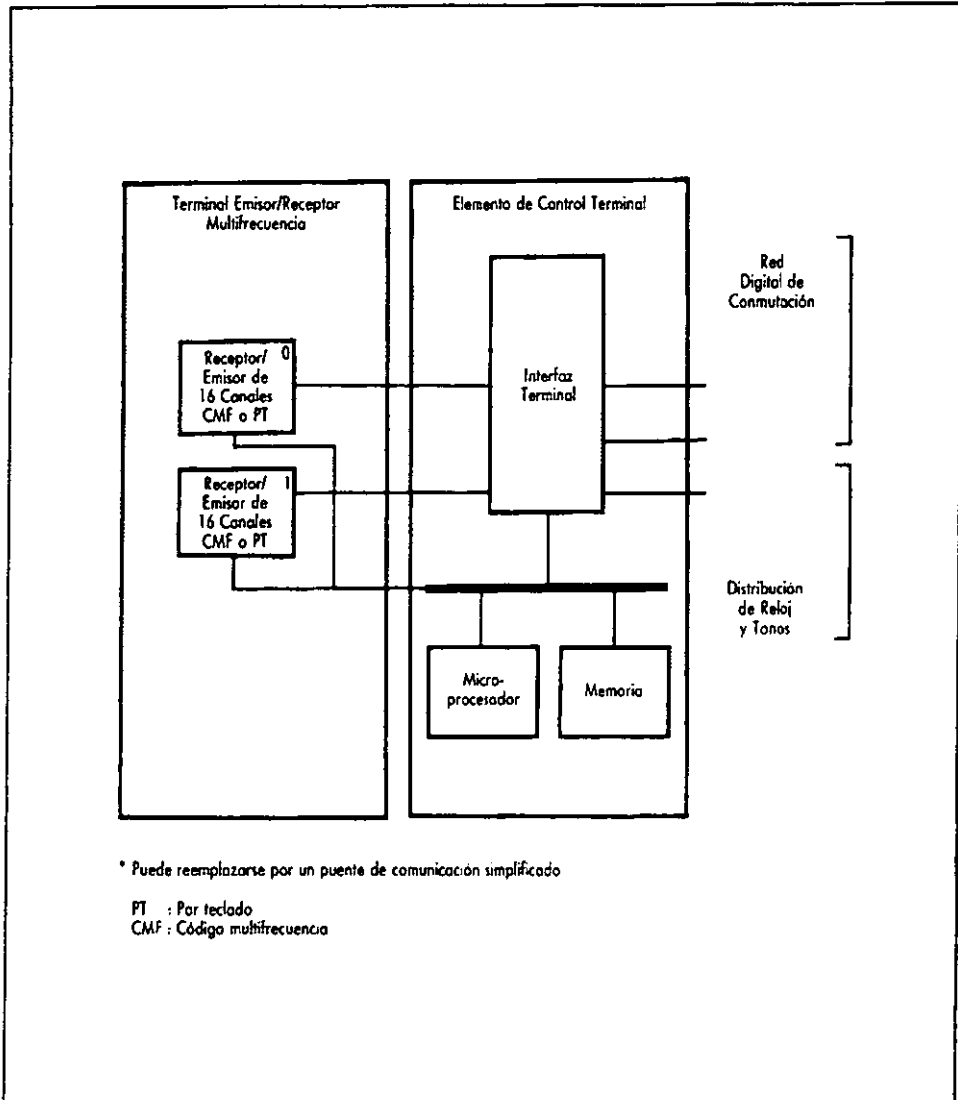 Terminal Emisor/Receptor
Multifrecuencia
Elemento de Control Terminal
Receptor/ 0
Emisor de
16 Canales
CMF o PT
Receptor/ 1
Emisor de
16 Canales
CMF o PT
Interfaz
Terminal
Micro-
procesador
Memoria
Red
Digital de
Conmutación
Distribución
de Reloj
y Tonos
* Puede reemplazarse por un puente de comunicación simplificado
PT : Por teclado
CMF : Código multifrecuencia